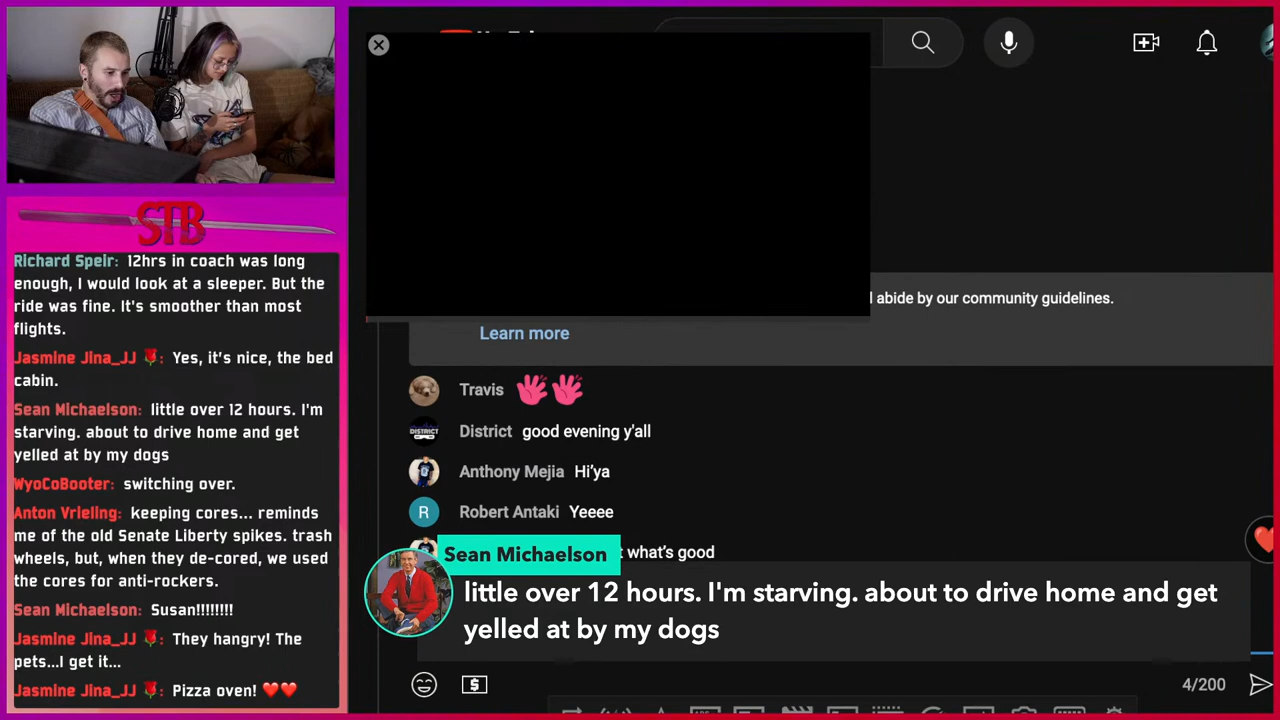 STB
Richard Speir: 12hrs in coach was long
enough, I would look at a sleeper. But the
ride was fine. It's smoother than most
flights.
Jasmine Jina_JJ 🌹: Yes, it's nice, the bed
cabin.
Sean Michaelson: little over 12 hours. I'm
starving. about to drive home and get
yelled at by my dogs
WyoCoBooter: switching over.
Anton Vrieling: keeping cores... reminds
me of the old Senate Liberty spikes. trash
wheels, but, when they de-cored, we used
the cores for anti-rockers.
Sean Michaelson: Susan!!!!!!!!
Jasmine Jina_JJ 🌹: They hangry! The
pets...I get it...
Jasmine Jina_JJ 🌹: Pizza oven! ❤️❤️
abide by our community guidelines.
Learn more
Travis
DISTRICT
District good evening y'all
Anthony Mejia Hi'ya
R
Robert Antaki Yeeee
what's good
Sean Michaelson
little over 12 hours. I'm starving. about to drive home and get
yelled at by my dogs
4/200